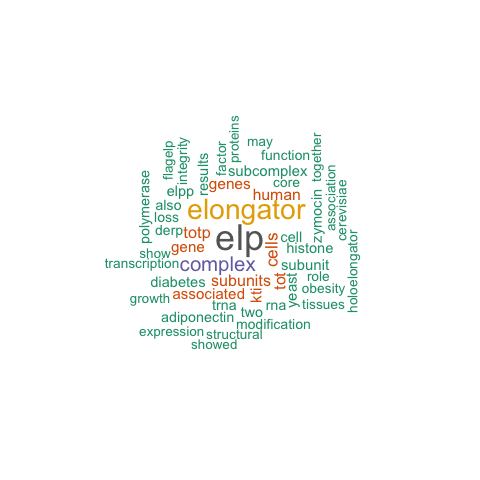 proteins
may
together
flagelp
integrity
results
factor
function
subcomplex
polymerase
elpp
genes
core
human
zymocin
association
cerevisiae
also
loss
elongator
derp
totp
elp
cells
cell
show
gene
histone
holoelongator
transcription
complex
subunit
diabetes
subunits
tot
yeast
role
obesity
growth
associated
kti
trna
rna
tissues
adiponectin
two
modification
expression
structural
showed